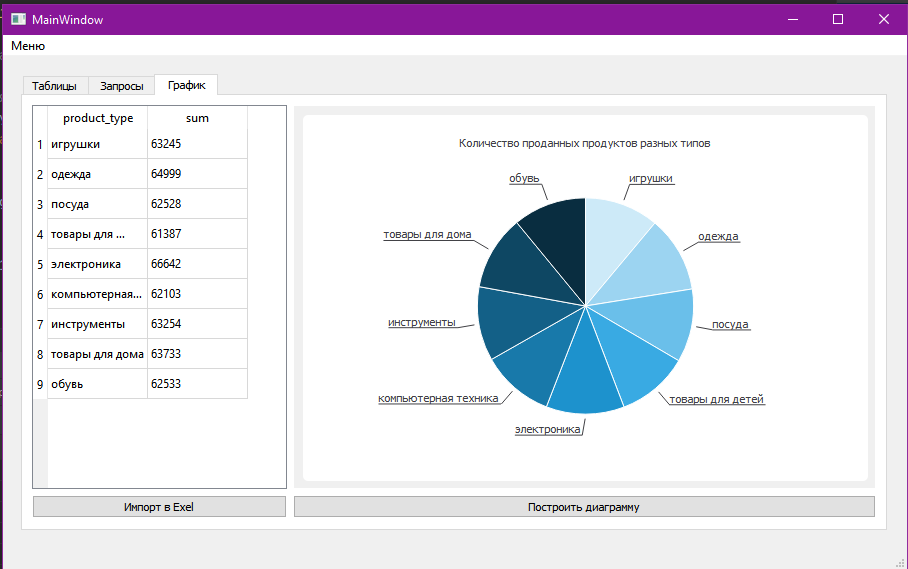 MainWindow
Меню
Таблицы Запросы График
product_type sum
1 игрушки 63245
2 одежда 64999
3 посуда 62528
4 товары для ... 61387
5 электроника 66642
6 компьютерная... 62103
7 инструменты 63254
8 товары для дома 63733
9 обувь 62533
Количество проданных продуктов разных типов
обувь игрушки
товары для дома одежда
инструменты посуда
компьютерная техника товары для детей
электроника
Импорт в Exel Построить диаграмму